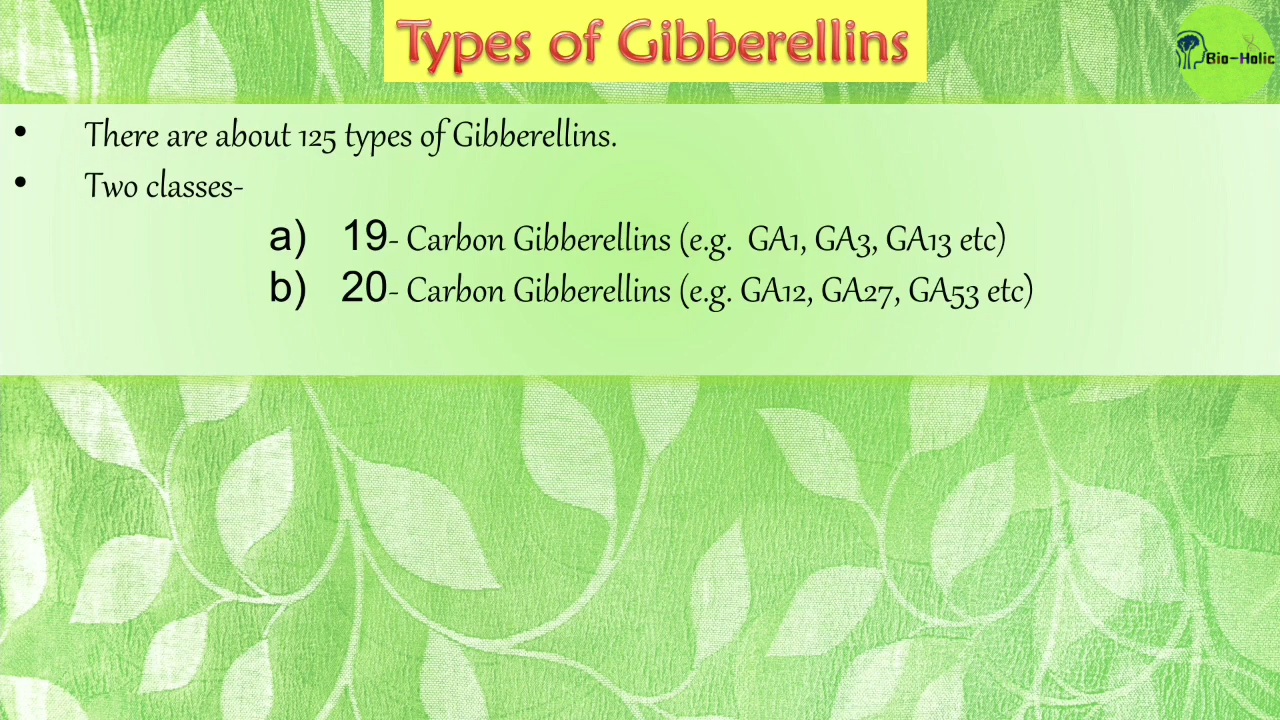 Types of Gibberellins
Bio-Holic
• There are about 125 types of Gibberellins.
• Two classes-
a) 19- Carbon Gibberellins (e.g. GA1, GA3, GA13 etc)
b) 20- Carbon Gibberellins (e.g. GA12, GA27, GA53 etc)